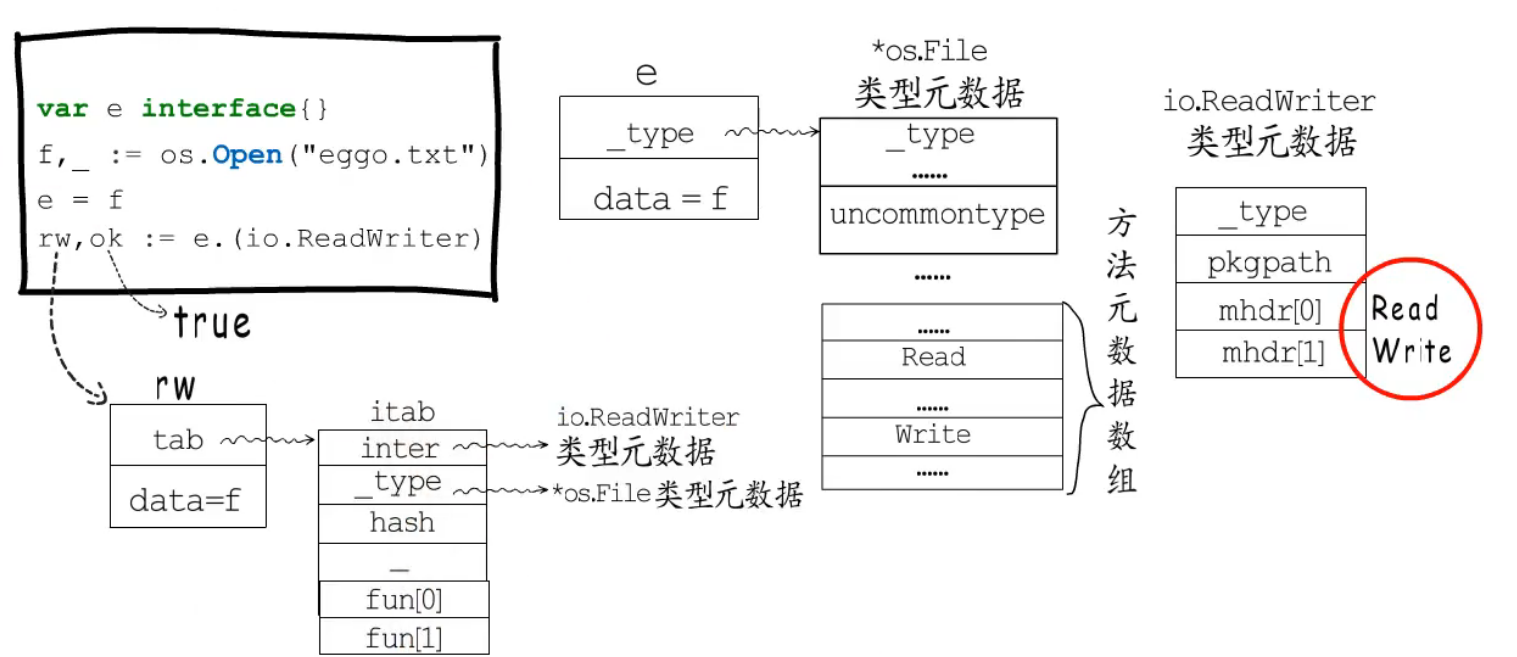 var e interface{}
f,_ := os.Open("eggo.txt")
e = f
rw,ok := e.(io.ReadWriter)
true
rw
tab
data=f
itab
inter
_type
hash
_
fun[0]
fun[1]
io.ReadWriter
类型元数据
*os.File类型元数据
e
_type
data = f
*os.File
类型元数据
_type
......
uncommontype
......
......
Read
......
Write
......
方法元数据数组
io.ReadWriter
类型元数据
_type
pkgpath
mhdr[0]
mhdr[1]
Read
Write